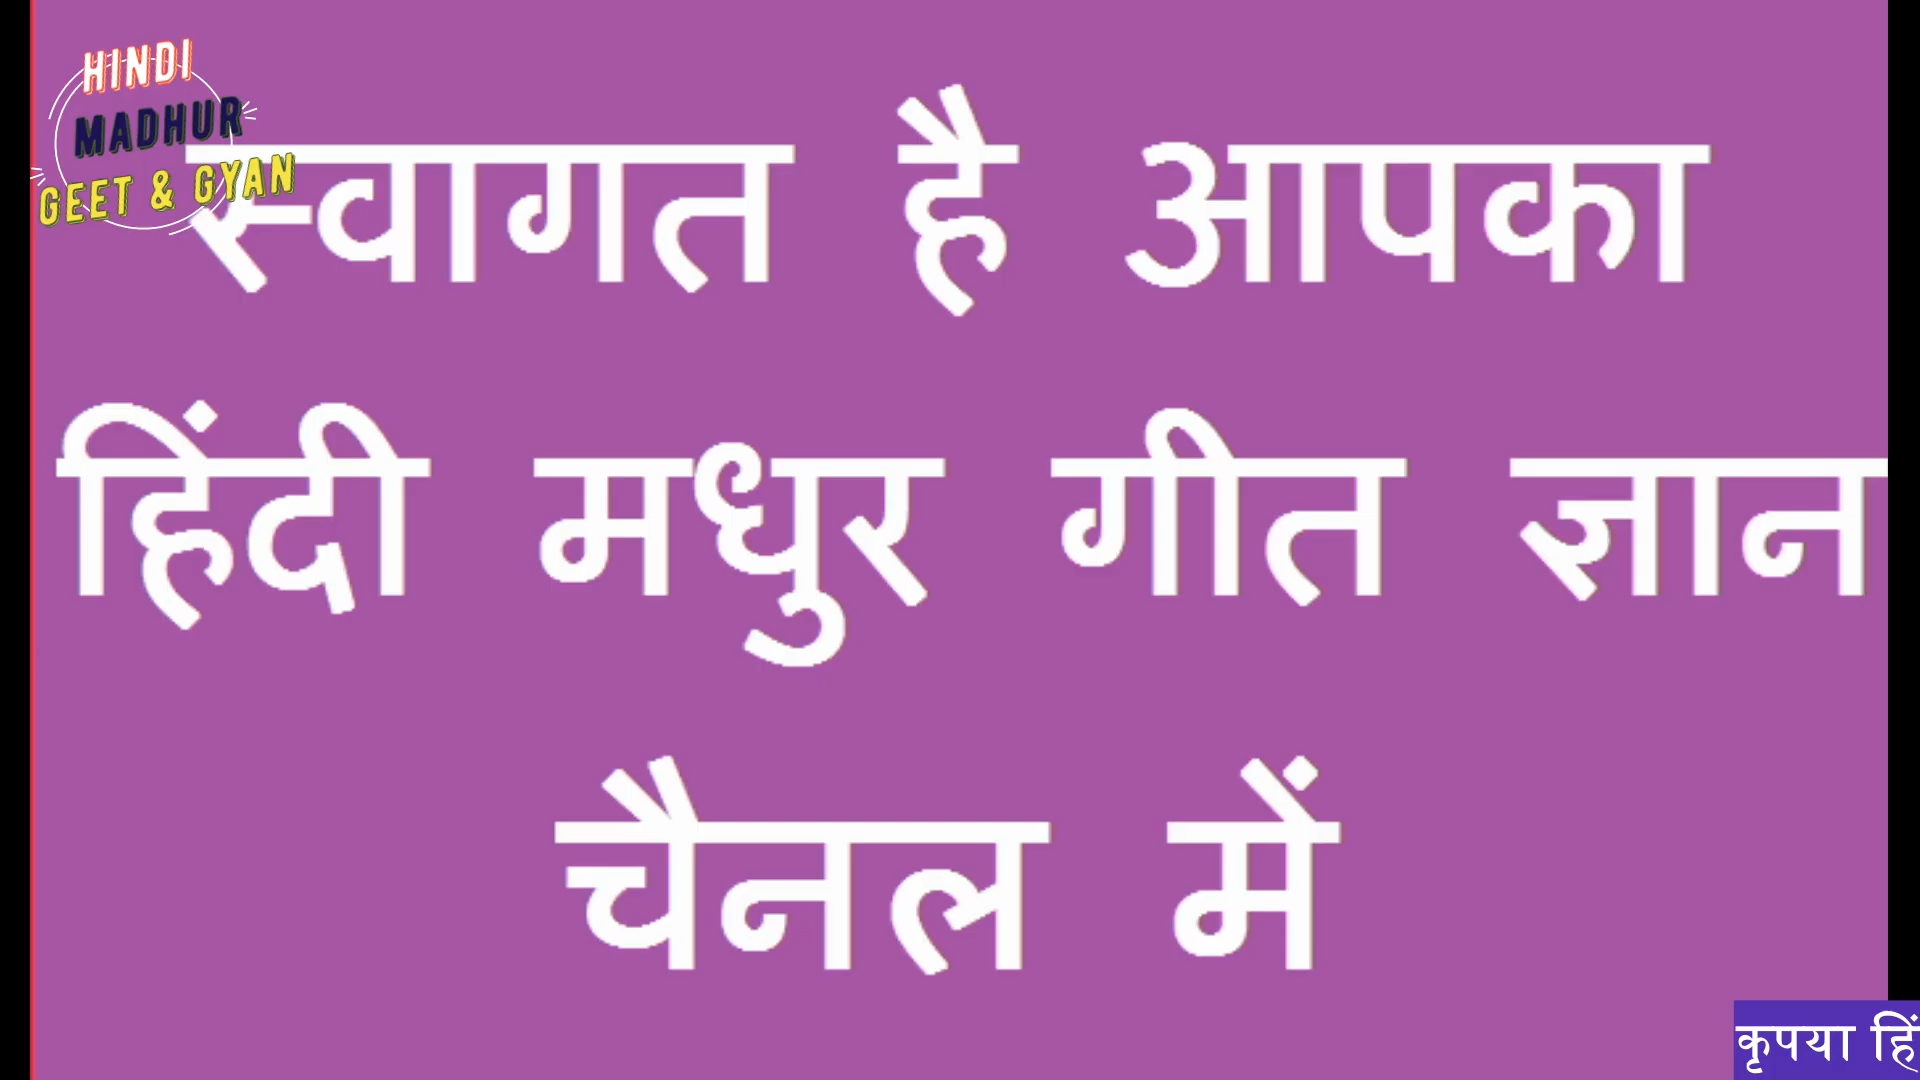 HINDI
MADHUR
GEET & GYAN
स्वागत है आपका
हिंदी मधुर गीत ज्ञान
चैनल में
कृपया हिं